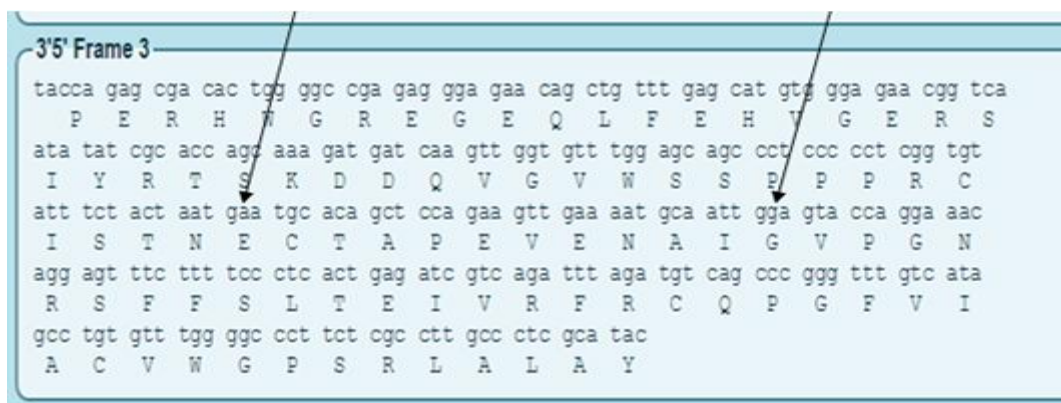 3'5' Frame 3
tacca gag cga cac tgg ggc cga gag gga gaa cag ctg ttt gag cat gtg gga gaa cgg tca
P E R H W G R E G E Q L F E H V G E R S
ata tat cgc acc agc aaa gat gat caa gtt ggt gtt tgg agc agc cct ccc cct cgg tgt
I Y R T S K D D Q V G V W S S P P P R C
att tct act aat gaa tgc aca gct cca gaa gtt gaa aat gca att gga gta cca gga aac
I S T N E C T A P E V E N A I G V P G N
agg agt ttc ttt tcc ctc act gag atc gtc aga ttt aga tgt cag ccc ggg ttt gtc ata
R S F F S L T E I V R F R C Q P G F V I
gcc tgt gtt tgg ggc cct tct cgc ctt gcc ctc gca tac
A C V W G P S R L A L A Y